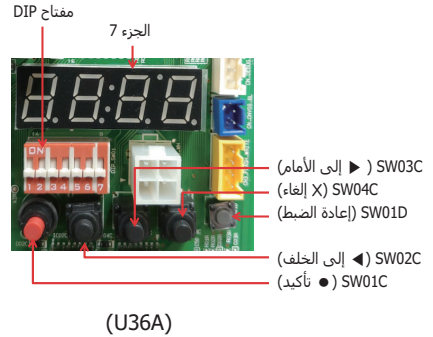 مفتاح DIP
الجزء 7
ON
1 2 3 4 5 6 7
SW03C ( ▶ إلى الأمام)
SW04C (X إلغاء)
SW01D (إعادة الضبط)
SW02C (◀ إلى الخلف)
SW01C (● تأكيد)
(U36A)